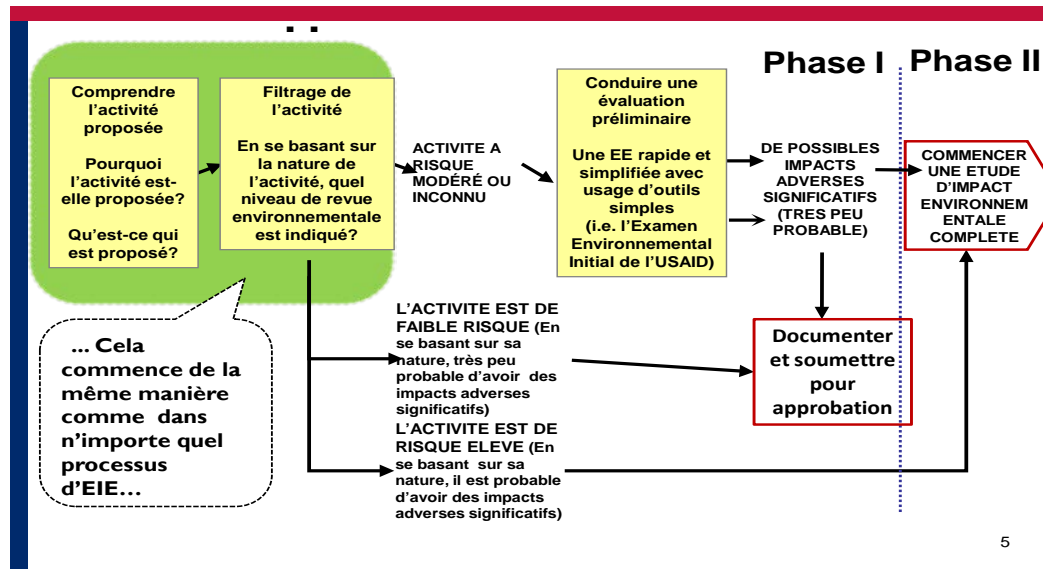 Phase I
Phase II
Comprendre
l’activité
proposée
Pourquoi
l’activité est-
elle proposée?
Qu’est-ce qui
est proposé?
Filtrage de
l’activité
En se basant sur
la nature de
l’activité, quel
niveau de revue
environnementale
est indiqué?
ACTIVITE A
RISQUE
MODÉRÉ OU
INCONNU
Conduire une
évaluation
préliminaire
Une EE rapide et
simplifiée avec
usage d’outils
simples
(i.e. l’Examen
Environnemental
Initial de l’USAID)
DE POSSIBLES
IMPACTS
ADVERSES
SIGNIFICATIFS
(TRES PEU
PROBABLE)
COMMENCER
UNE ETUDE
D’IMPACT
ENVIRONNEM
ENTALE
COMPLETE
... Cela
commence de la
même manière
comme dans
n’importe quel
processus
d’EIE…
L’ACTIVITE EST DE
FAIBLE RISQUE (En
se basant sur sa
nature, très peu
probable d’avoir des
impacts adverses
significatifs)
Documenter
et soumettre
pour
approbation
L’ACTIVITE EST DE
RISQUE ELEVE (En
se basant sur sa
nature, il est probable
d’avoir des impacts
adverses significatifs)
5